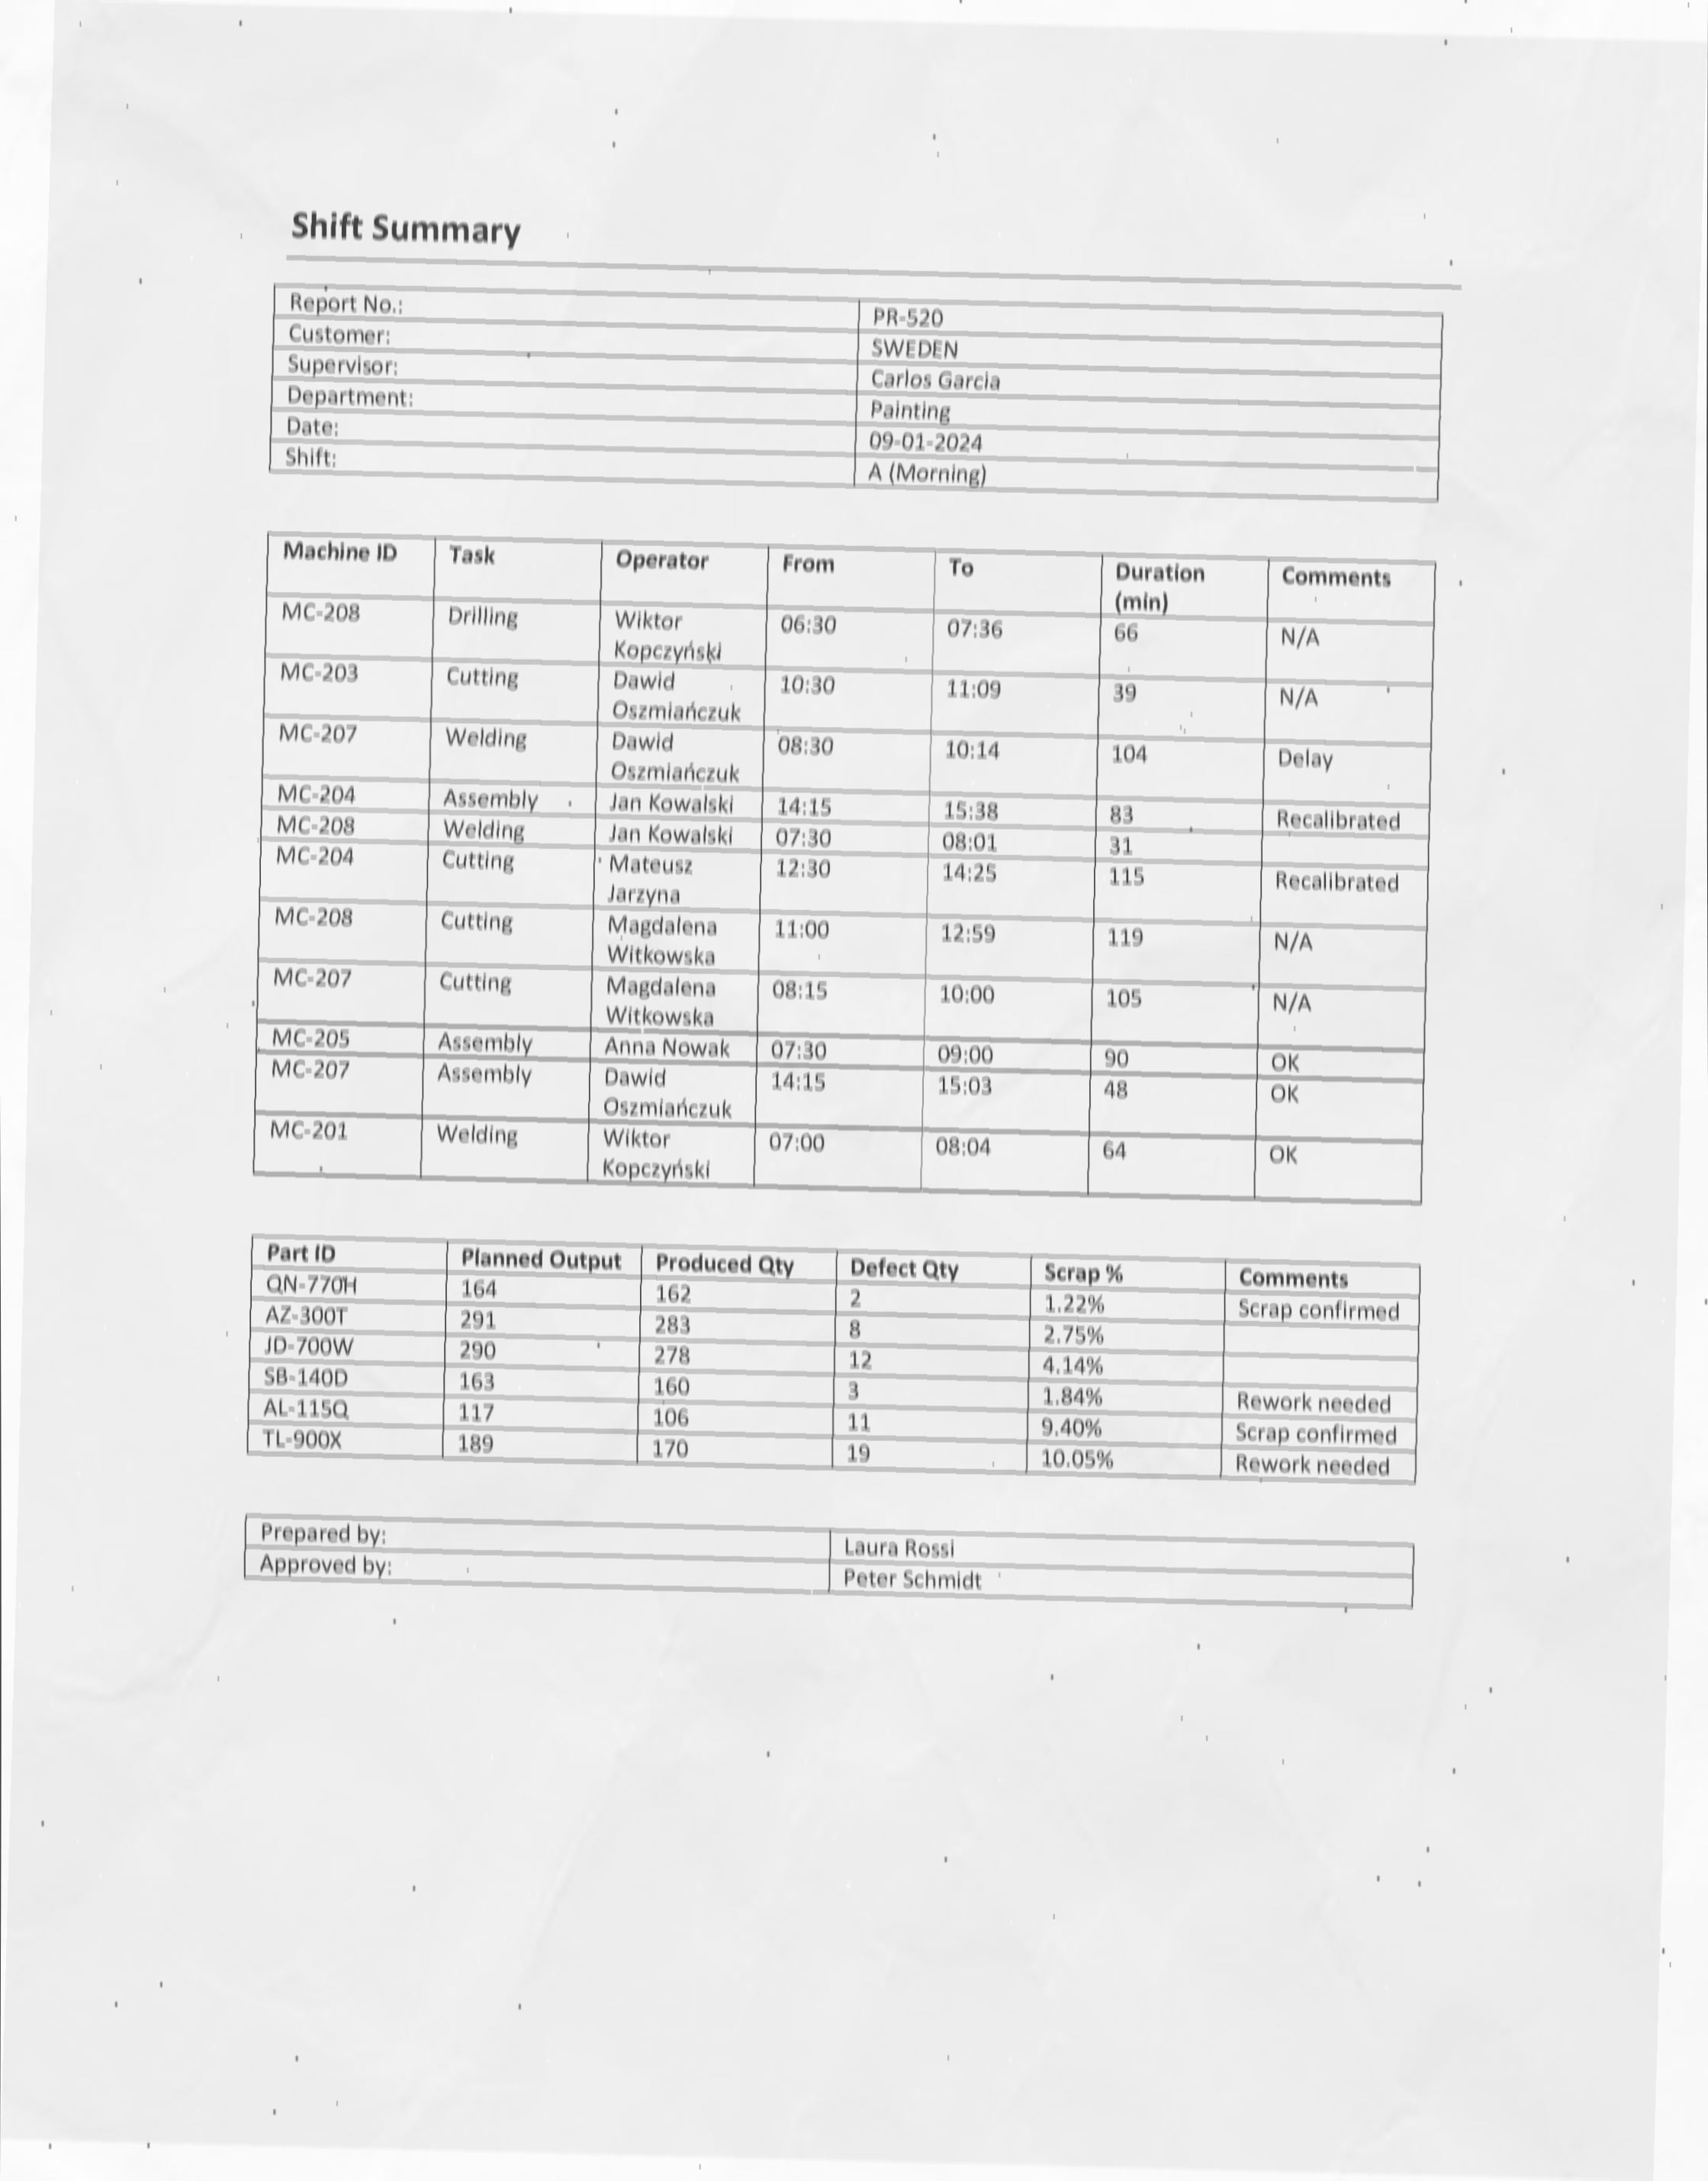 Shift Summary
Report No.: PR-520
Customer: SWEDEN
Supervisor: Carlos Garcia
Department: Painting
Date: 09-01-2024
Shift: A (Morning)
Machine ID Task Operator From To Duration (min) Comments
MC-208 Drilling Wiktor Kopczyński 06:30 07:36 66 N/A
MC-203 Cutting Dawid Oszmiańczuk 10:30 11:09 39 N/A
MC-207 Welding Dawid Oszmiańczuk 08:30 10:14 104 Delay
MC-204 Assembly Jan Kowalski 14:15 15:38 83 Recalibrated
MC-208 Welding Jan Kowalski 07:30 08:01 31
MC-204 Cutting Mateusz Jarzyna 12:30 14:25 115 Recalibrated
MC-208 Cutting Magdalena Witkowska 11:00 12:59 119 N/A
MC-207 Cutting Magdalena Witkowska 08:15 10:00 105 N/A
MC-205 Assembly Anna Nowak 07:30 09:00 90 OK
MC-207 Assembly Dawid Oszmiańczuk 14:15 15:03 48 OK
MC-201 Welding Wiktor Kopczyński 07:00 08:04 64 OK
Part ID Planned Output Produced Qty Defect Qty Scrap % Comments
QN-770H 164 162 2 1.22% Scrap confirmed
AZ-300T 291 283 8 2.75%
JD-700W 290 278 12 4.14%
SB-140D 163 160 3 1.84% Rework needed
AL-115Q 117 106 11 9.40% Scrap confirmed
TL-900X 189 170 19 10.05% Rework needed
Prepared by: Laura Rossi
Approved by: Peter Schmidt